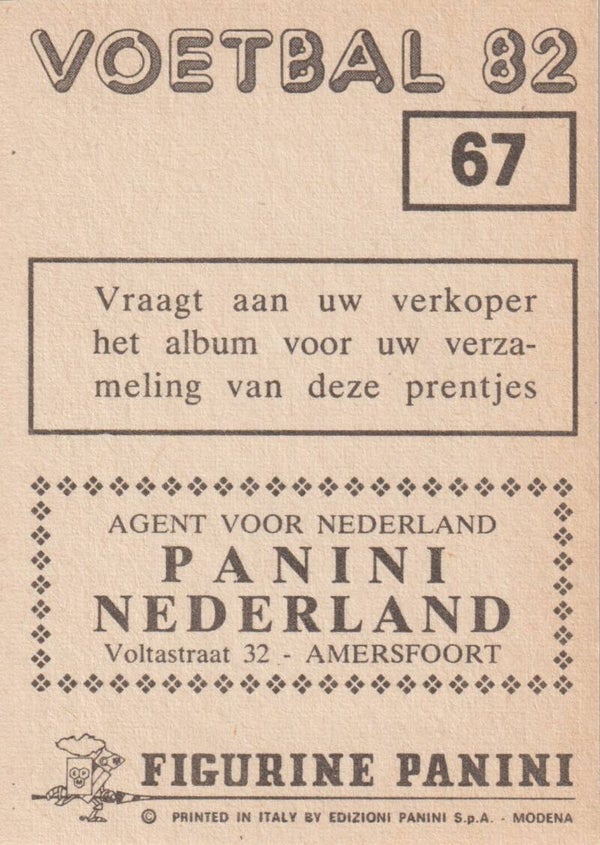 VOETBAL 82
67
Vraagt aan uw verkoper
het album voor uw verza-
meling van deze prentjes
AGENT VOOR NEDERLAND
PANINI
NEDERLAND
Voltastraat 32 - AMERSFOORT
FIGURINE PANINI
© PRINTED IN ITALY BY EDIZIONI PANINI S.p.A. - MODENA